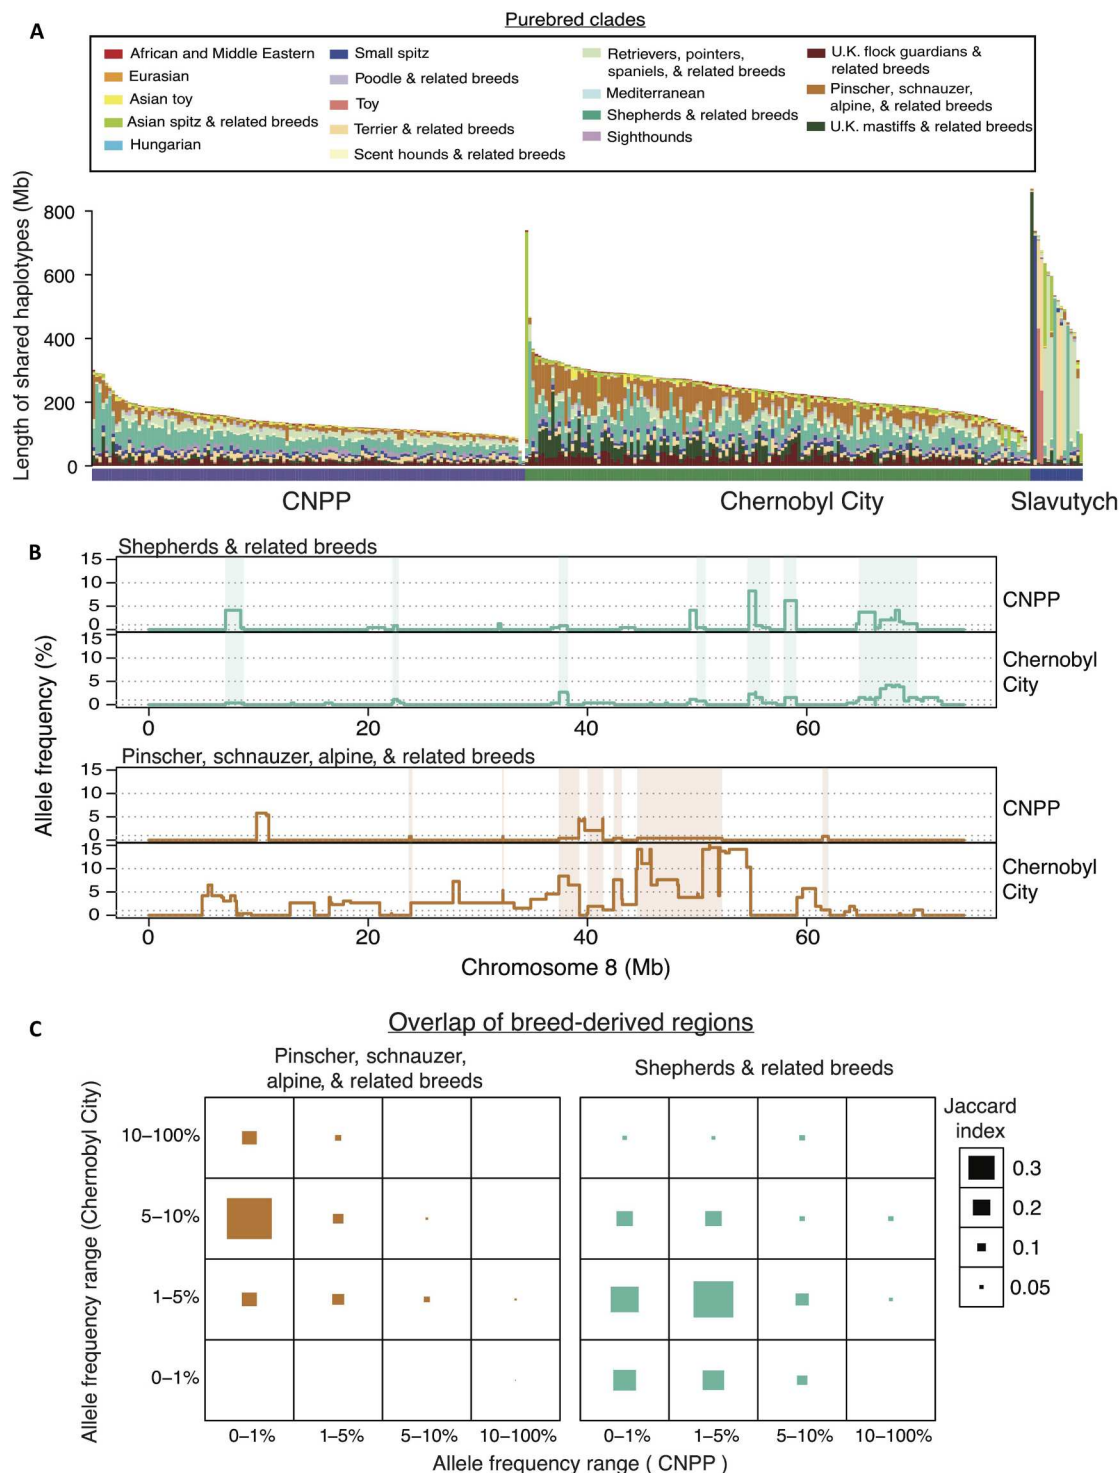 A
Purebred clades
African and Middle Eastern
Eurasian
Asian toy
Asian spitz & related breeds
Hungarian
Small spitz
Poodle & related breeds
Toy
Terrier & related breeds
Scent hounds & related breeds
Retrievers, pointers,
spaniels, & related breeds
Mediterranean
Shepherds & related breeds
Sighthounds
U.K. flock guardians &
related breeds
Pinscher, schnauzer,
alpine, & related breeds
U.K. mastiffs & related breeds
Length of shared haplotypes (Mb)
800
600
400
200
0
CNPP
Chernobyl City
Slavutych
B
Shepherds & related breeds
Allele frequency (%)
15
10
5
1
0
CNPP
15
10
5
1
0
Chernobyl
City
0
20
40
60
Pinscher, schnauzer, alpine, & related breeds
15
10
5
1
0
CNPP
15
10
5
1
0
Chernobyl
City
0
20
40
60
Chromosome 8 (Mb)
C
Overlap of breed-derived regions
Pinscher, schnauzer,
alpine, & related breeds
Shepherds & related breeds
Allele frequency range (Chernobyl City)
10–100%
5–10%
1–5%
0–1%
0–1%
1–5%
5–10%
10–100%
0–1%
1–5%
5–10%
10–100%
Allele frequency range ( CNPP )
Jaccard
index
0.3
0.2
0.1
0.05